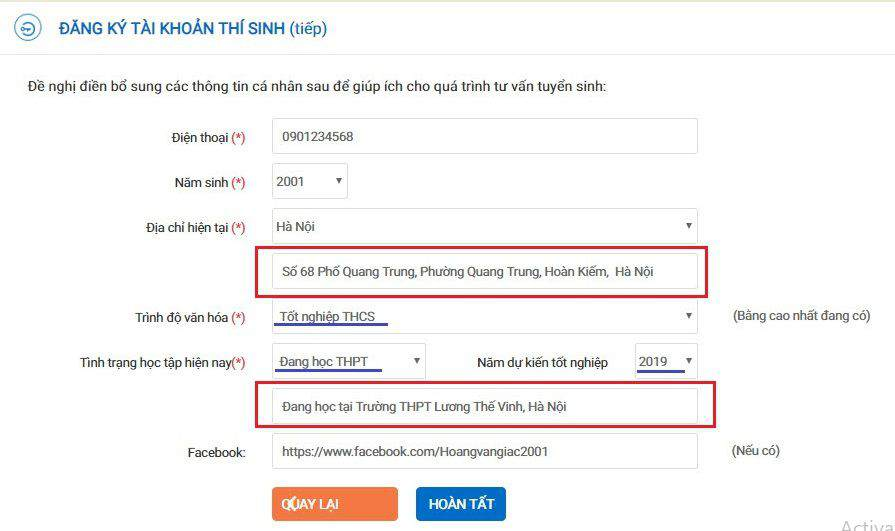 ĐĂNG KÝ TÀI KHOẢN THÍ SINH (tiếp)
Đề nghị điền bổ sung các thông tin cá nhân sau để giúp ích cho quá trình tư vấn tuyển sinh:
Điện thoại (*) 0901234568
Năm sinh (*) 2001
Địa chỉ hiện tại (*) Hà Nội
Số 68 Phố Quang Trung, Phường Quang Trung, Hoàn Kiếm, Hà Nội
Trình độ văn hóa (*) Tốt nghiệp THCS (Bằng cao nhất đang có)
Tình trạng học tập hiện nay(*) Đang học THPT Năm dự kiến tốt nghiệp 2019
Đang học tại Trường THPT Lương Thế Vinh, Hà Nội
Facebook: https://www.facebook.com/Hoangvangiac2001 (Nếu có)
QUAY LẠI HOÀN TẤT